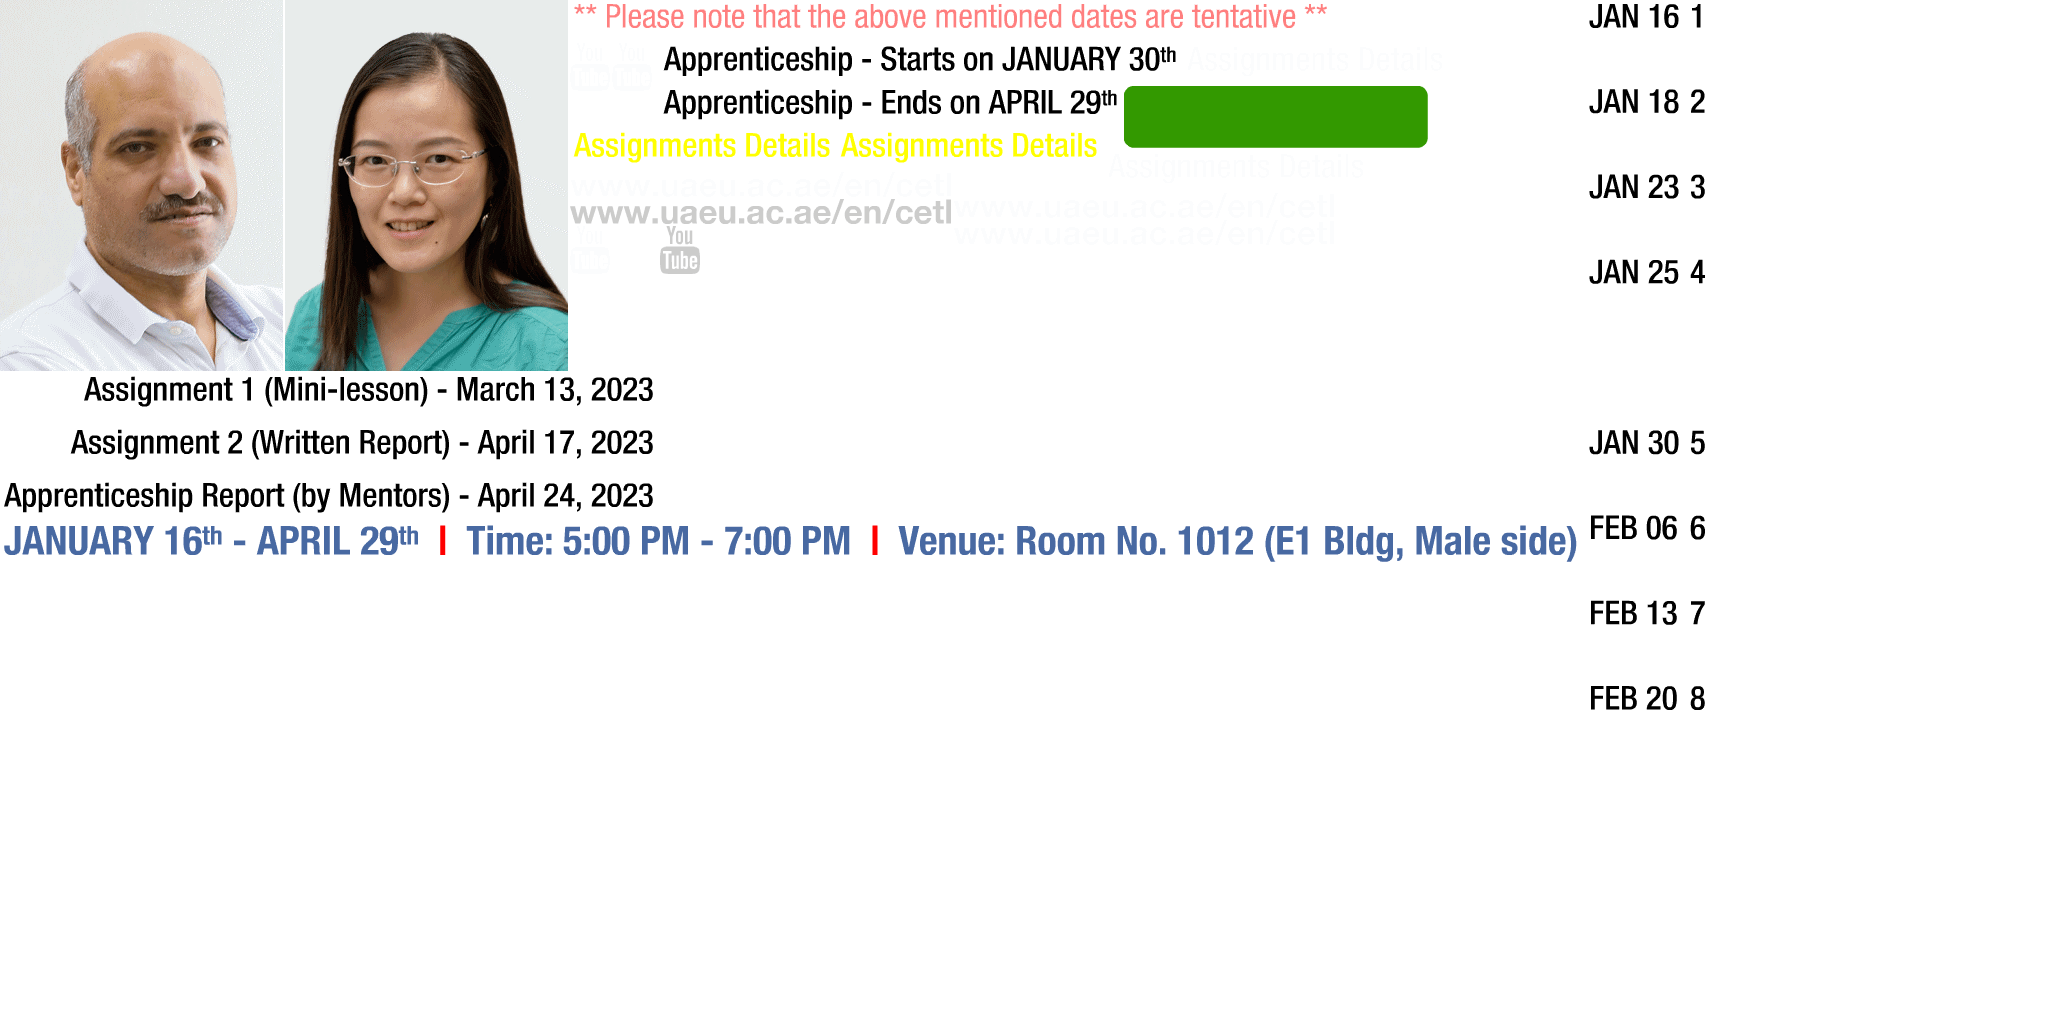 ** Please note that the above mentioned dates are tentative **
Apprenticeship - Starts on JANUARY 30th
Assignments Details
Apprenticeship - Ends on APRIL 29th
Assignments Details Assignments Details
Assignments Details
www.uaeu.ac.ae/en/cetl
www.uaeu.ac.ae/en/cetl
www.uaeu.ac.ae/en/cetl
www.uaeu.ac.ae/en/cetl
You Tube
You Tube
You Tube
You Tube
Assignment 1 (Mini-lesson) - March 13, 2023
Assignment 2 (Written Report) - April 17, 2023
Apprenticeship Report (by Mentors) - April 24, 2023
JANUARY 16th - APRIL 29th | Time: 5:00 PM - 7:00 PM | Venue: Room No. 1012 (E1 Bldg, Male side)
JAN 16 1
JAN 18 2
JAN 23 3
JAN 25 4
JAN 30 5
FEB 06 6
FEB 13 7
FEB 20 8